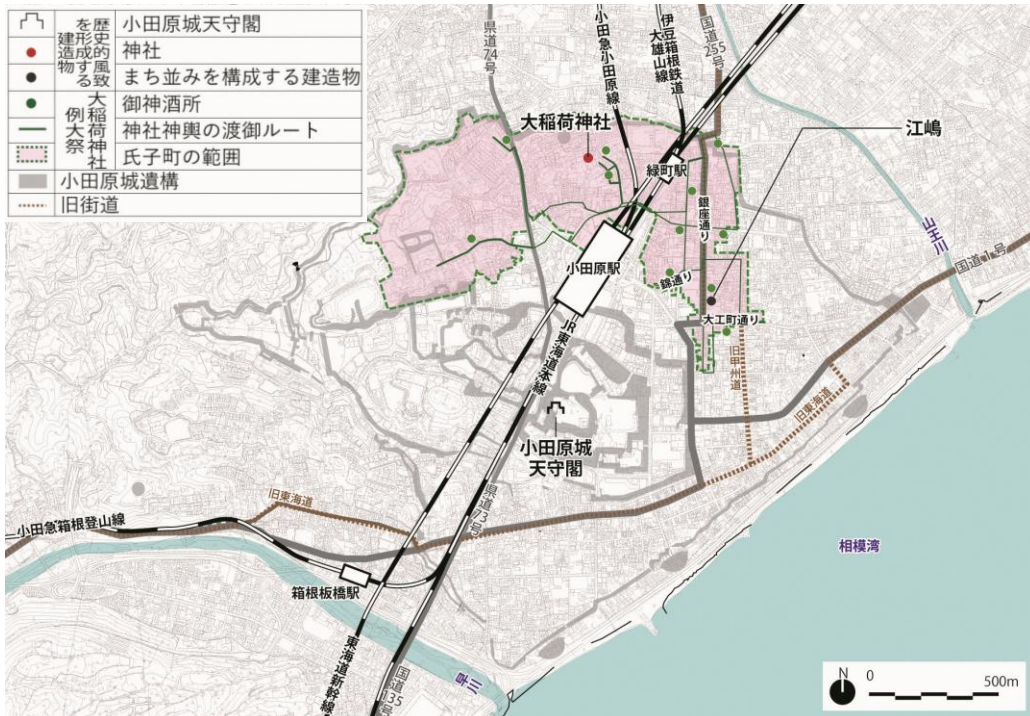 歴史的風致を形成する建造物
小田原城天守閣
神社
まち並みを構成する建造物
大稲荷神社例大祭
御神酒所
神社神輿の渡御ルート
氏子町の範囲
小田原城遺構
旧街道
県道74号
小田急小田原線
伊豆箱根鉄道
大雄山線
国道255号
大稲荷神社
緑町駅
江嶋
銀座通り
山王川
国道1号
小田原駅
錦通り
大工町通り
旧甲州道
JR東海道本線
旧東海道
小田原城
天守閣
県道73号
旧東海道
小田急箱根登山線
箱根板橋駅
相模湾
早川
東海道新幹線
国道135号
N
0
500m